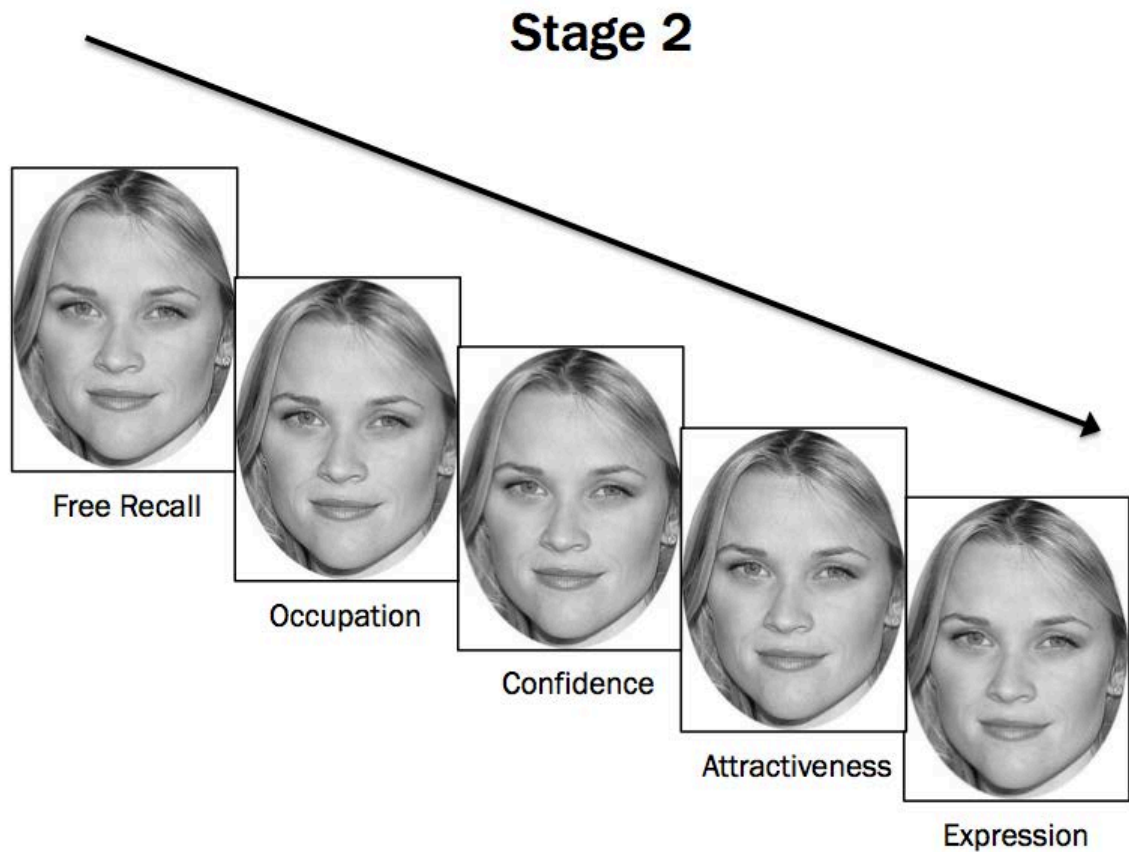 Stage 2
Free Recall
Occupation
Confidence
Attractiveness
Expression